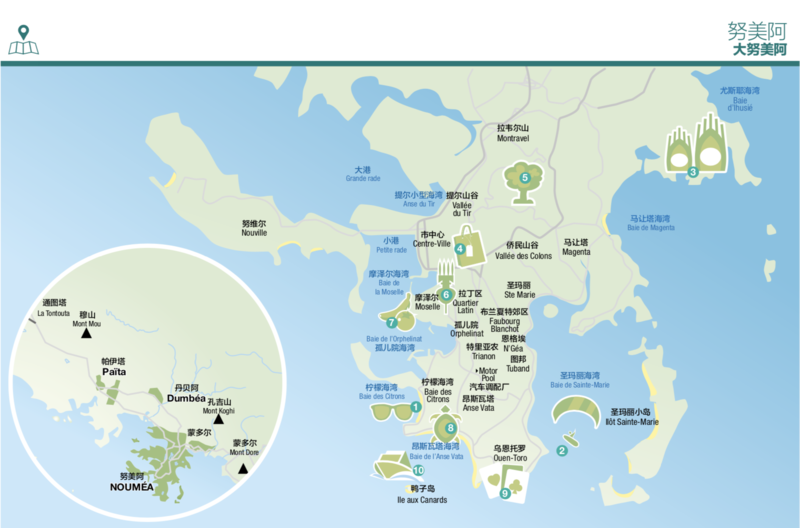 努美阿
大努美阿
尤斯耶海湾
Baie
d'Ihusié
3
拉韦尔山
Montravel
5
大港
Grande rade
提尔小型海湾
Anse du Tir
提尔山谷
Vallée
du Tir
努维尔
Nouville
市中心
Centre-Ville
4
侨民山谷
Vallée des Colons
马让塔
Magenta
马让塔海湾
Baie de Magenta
小港
Petite rade
摩泽尔海湾
Baie de
la Moselle
摩泽尔
Moselle
6
拉丁区
Quartier
Latin
圣玛丽
Ste Marie
布兰夏特郊区
Faubourg
Blanchot
7
Baie de l'Orphelinat
孤儿院海湾
孤儿院
Orphelinat
恩格埃
N'Géa
特里亚农
Trianon
图邦
Tuband
Motor
Pool
汽车调配厂
柠檬海湾
Baie des Citrons
1
柠檬海湾
Baie des
Citrons
昂斯瓦塔
Anse Vata
8
昂斯瓦塔海湾
Baie de l'Anse Vata
10
鸭子岛
Ile aux Canards
乌恩托罗
Ouen-Toro
9
圣玛丽海湾
Baie de Sainte-Marie
2
圣玛丽小岛
Ilôt Sainte-Marie
通图塔
La Tontouta
穆山
Mont Mou
帕伊塔
Païta
丹贝阿
Dumbéa
孔吉山
Mont Koghi
蒙多尔
蒙多尔
Mont Dore
努美阿
NOUMÉA